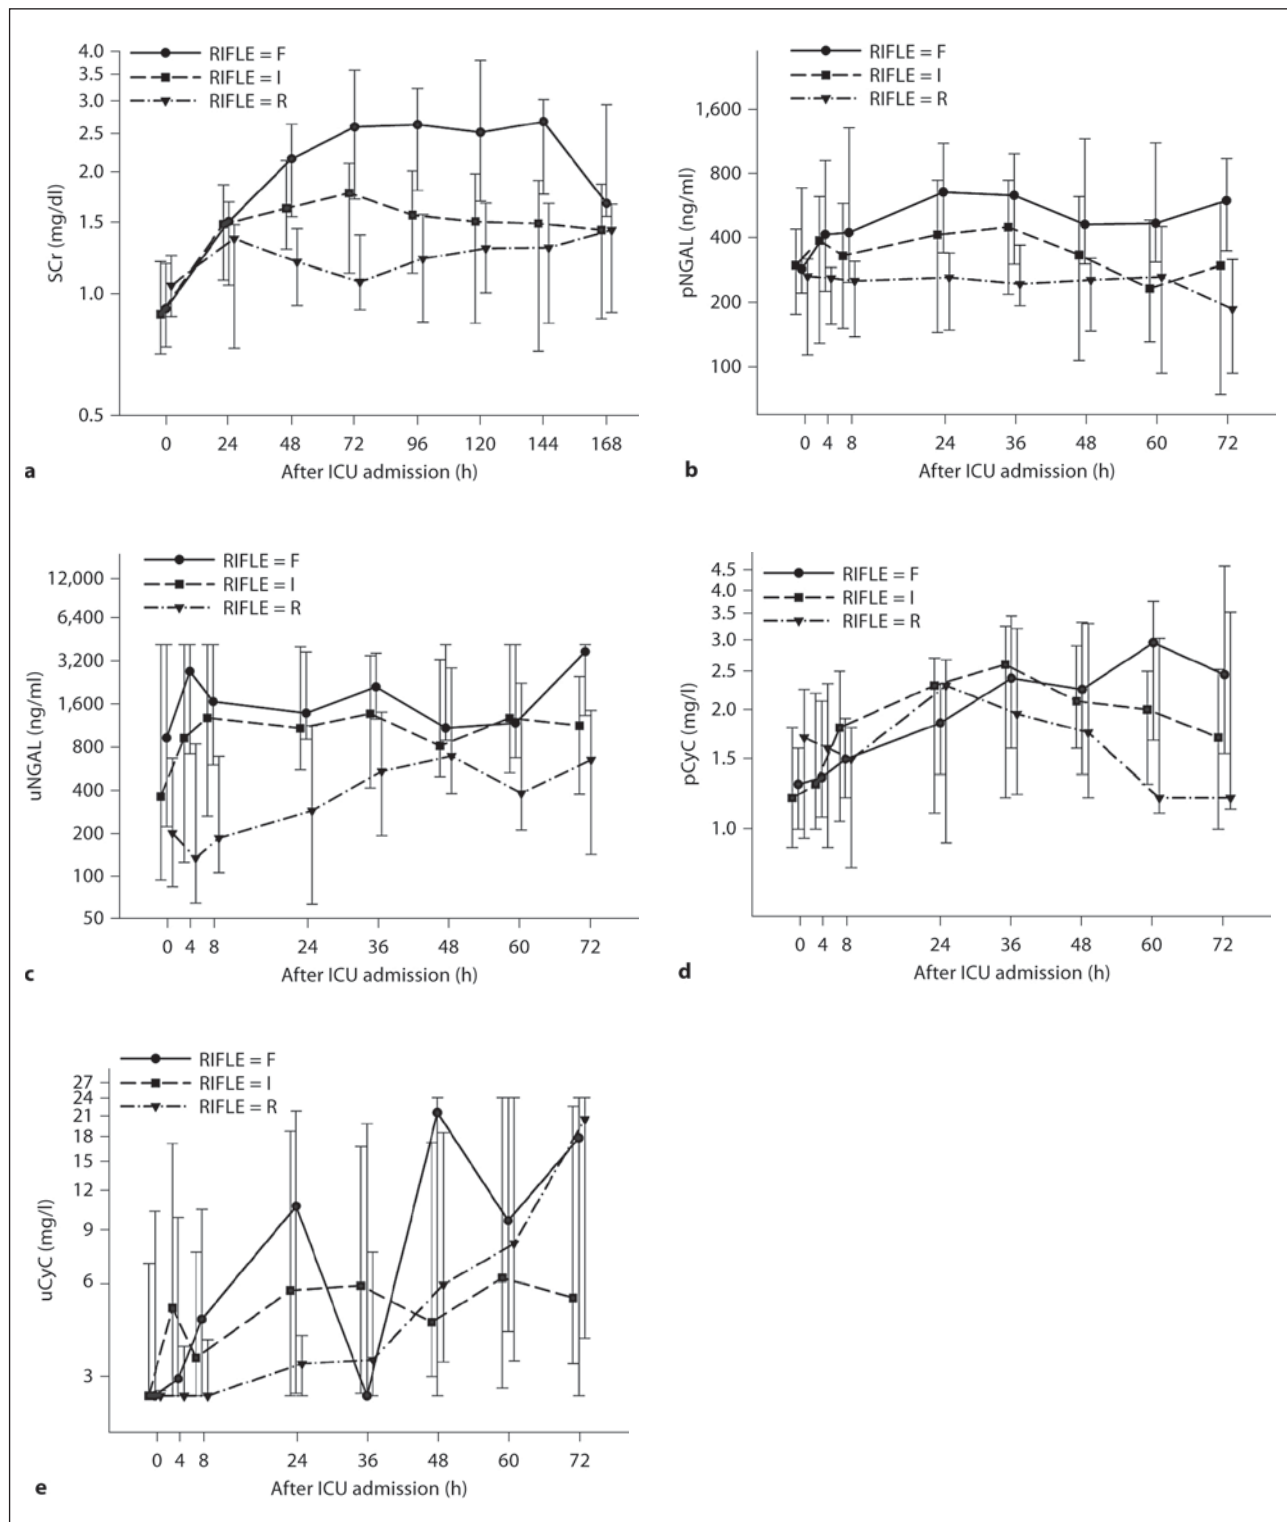 RIFLE = F
RIFLE = I
RIFLE = R
4.0
3.5
3.0
2.5
2.0
1.5
1.0
0.5
SCr (mg/dl)
0 24 48 72 96 120 144 168
After ICU admission (h)
a
RIFLE = F
RIFLE = I
RIFLE = R
1,600
800
400
200
100
pNGAL (ng/ml)
0 4 8 24 36 48 60 72
After ICU admission (h)
b
RIFLE = F
RIFLE = I
RIFLE = R
12,000
6,400
3,200
1,600
800
400
200
100
50
uNGAL (ng/ml)
0 4 8 24 36 48 60 72
After ICU admission (h)
c
RIFLE = F
RIFLE = I
RIFLE = R
4.5
4.0
3.5
3.0
2.5
2.0
1.5
1.0
pCyC (mg/l)
0 4 8 24 36 48 60 72
After ICU admission (h)
d
RIFLE = F
RIFLE = I
RIFLE = R
27
24
21
18
15
12
9
6
3
uCyC (mg/l)
0 4 8 24 36 48 60 72
After ICU admission (h)
e